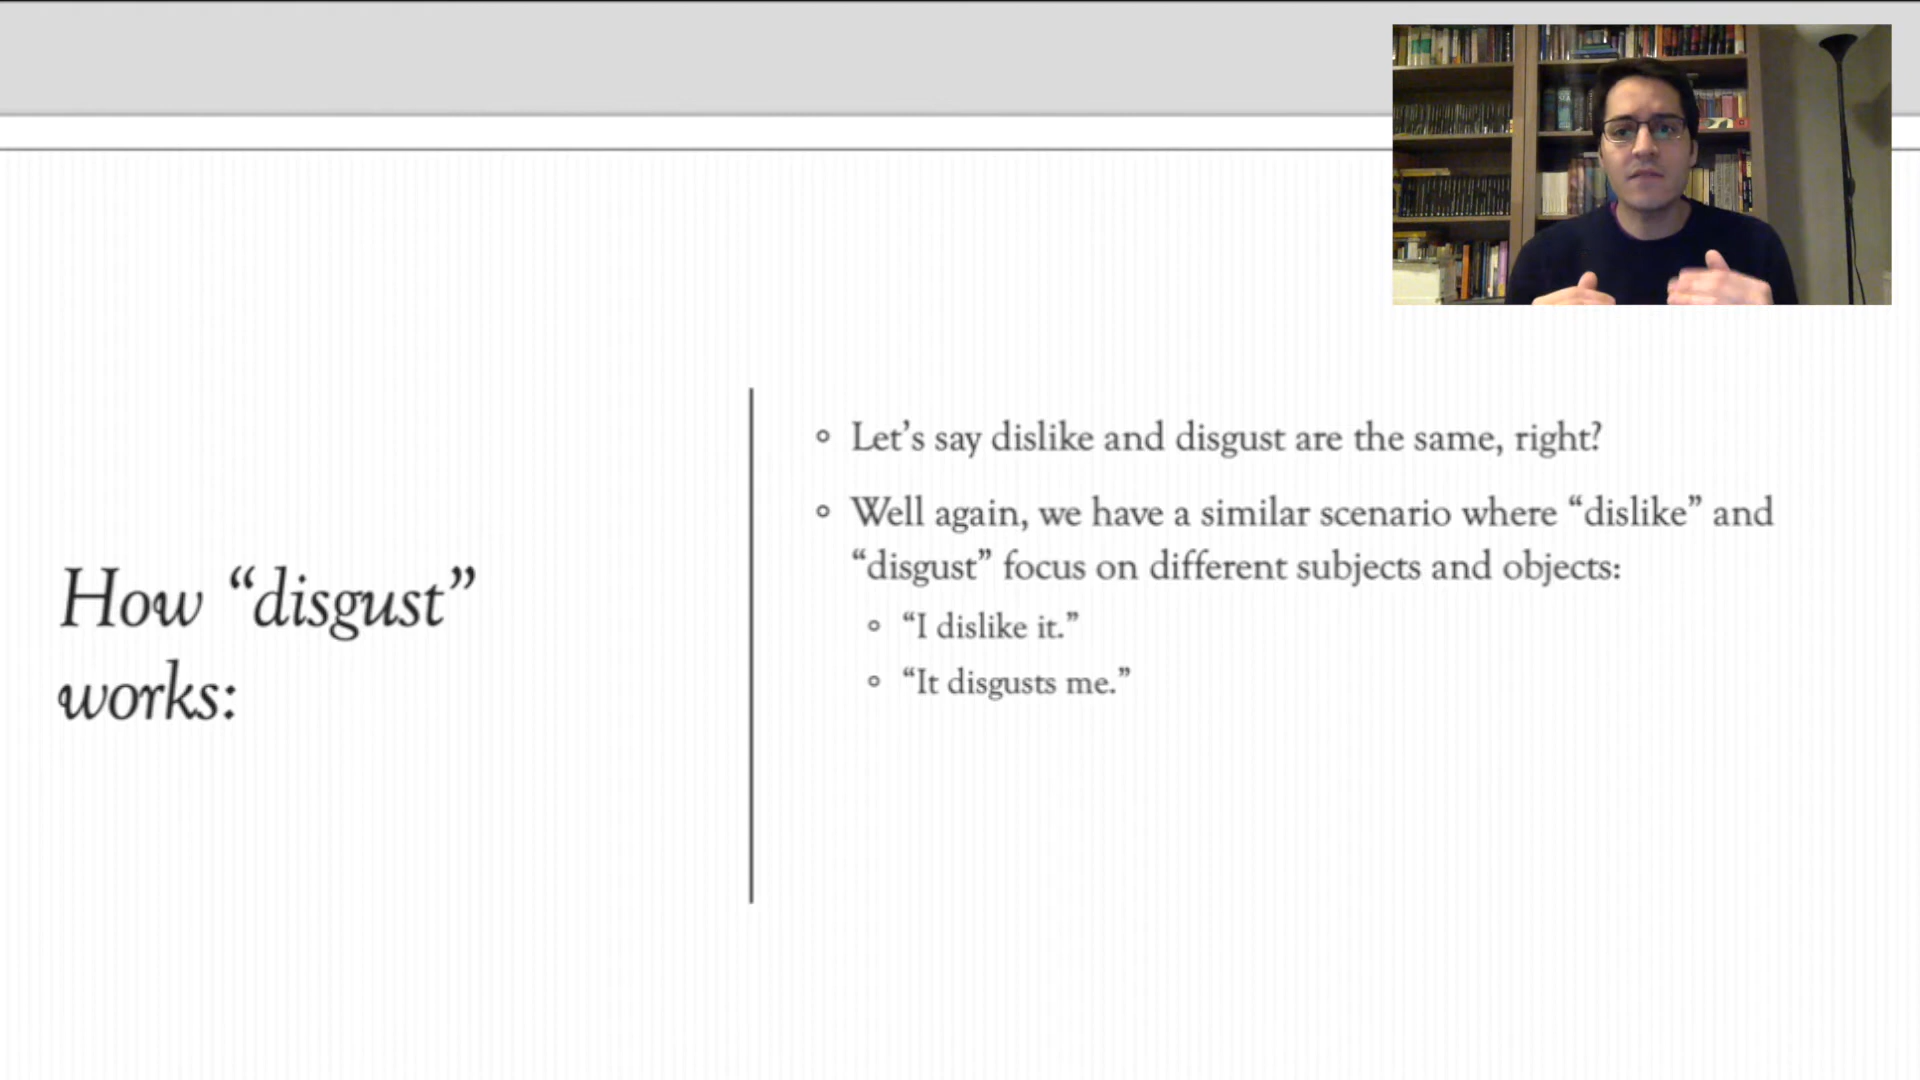 How “disgust”
works:
Let’s say dislike and disgust are the same, right?
Well again, we have a similar scenario where “dislike” and
“disgust” focus on different subjects and objects:
“I dislike it.”
“It disgusts me.”